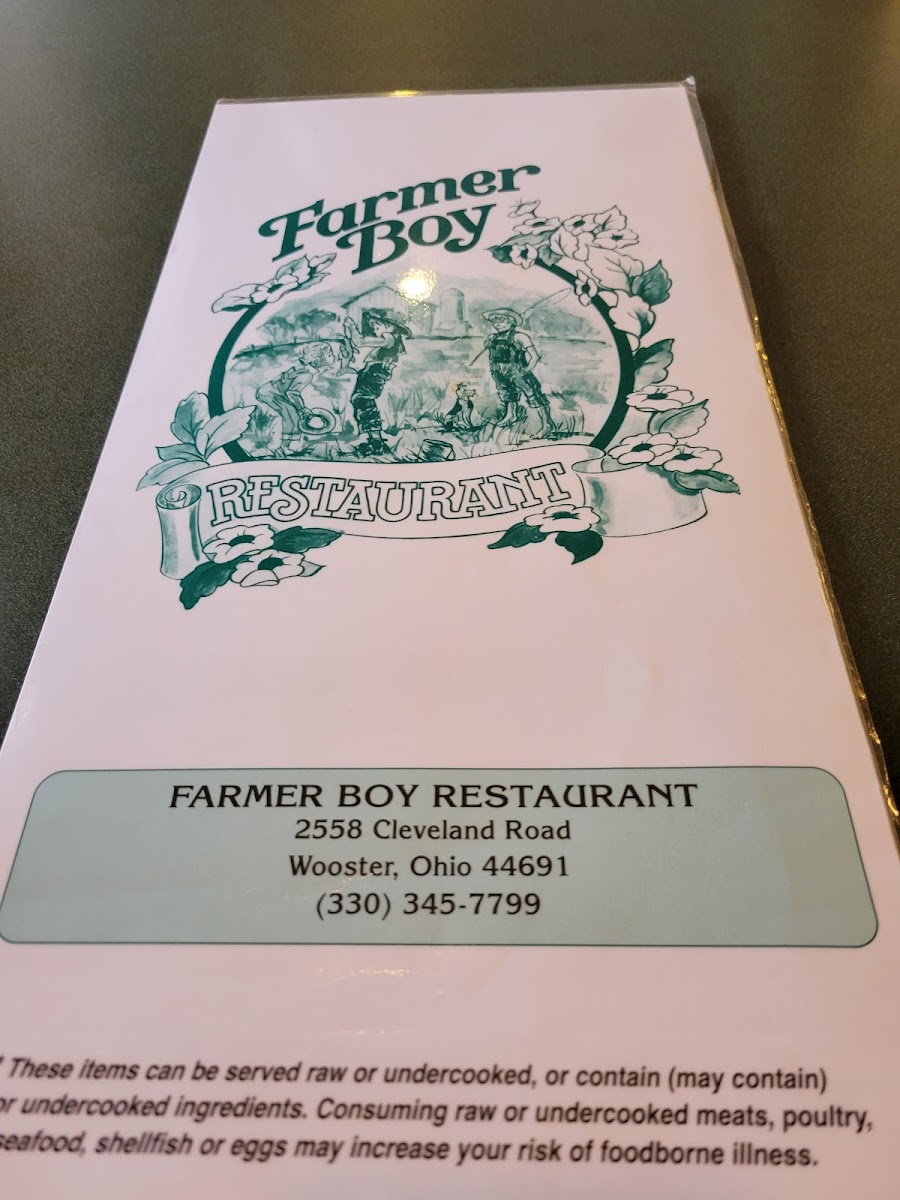 Farmer
Boy
RESTAURANT
FARMER BOY RESTAURANT
2558 Cleveland Road
Wooster, Ohio 44691
(330) 345-7799
* These items can be served raw or undercooked, or contain (may contain)
or undercooked ingredients. Consuming raw or undercooked meats, poultry,
seafood, shellfish or eggs may increase your risk of foodborne illness.